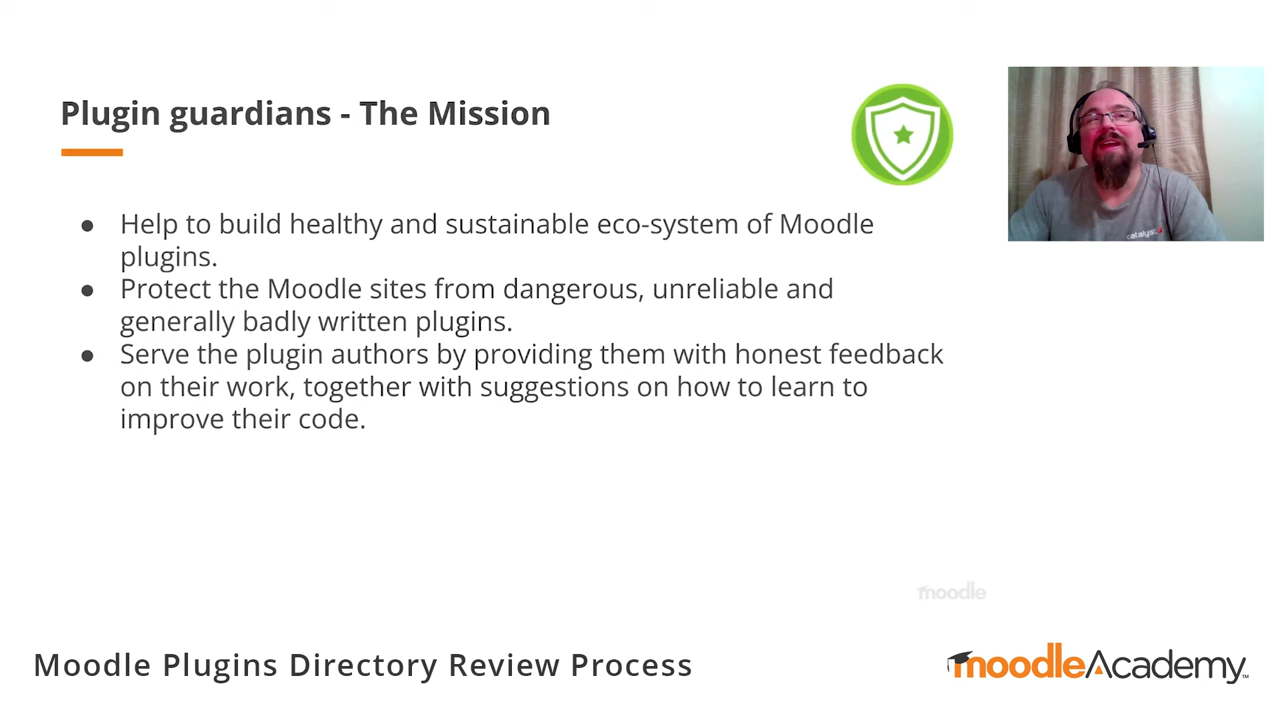 Plugin guardians - The Mission
● Help to build healthy and sustainable eco-system of Moodle
plugins.
● Protect the Moodle sites from dangerous, unreliable and
generally badly written plugins.
● Serve the plugin authors by providing them with honest feedback
on their work, together with suggestions on how to learn to
improve their code.
catalyst
moodle
Moodle Plugins Directory Review Process
moodleAcademy™